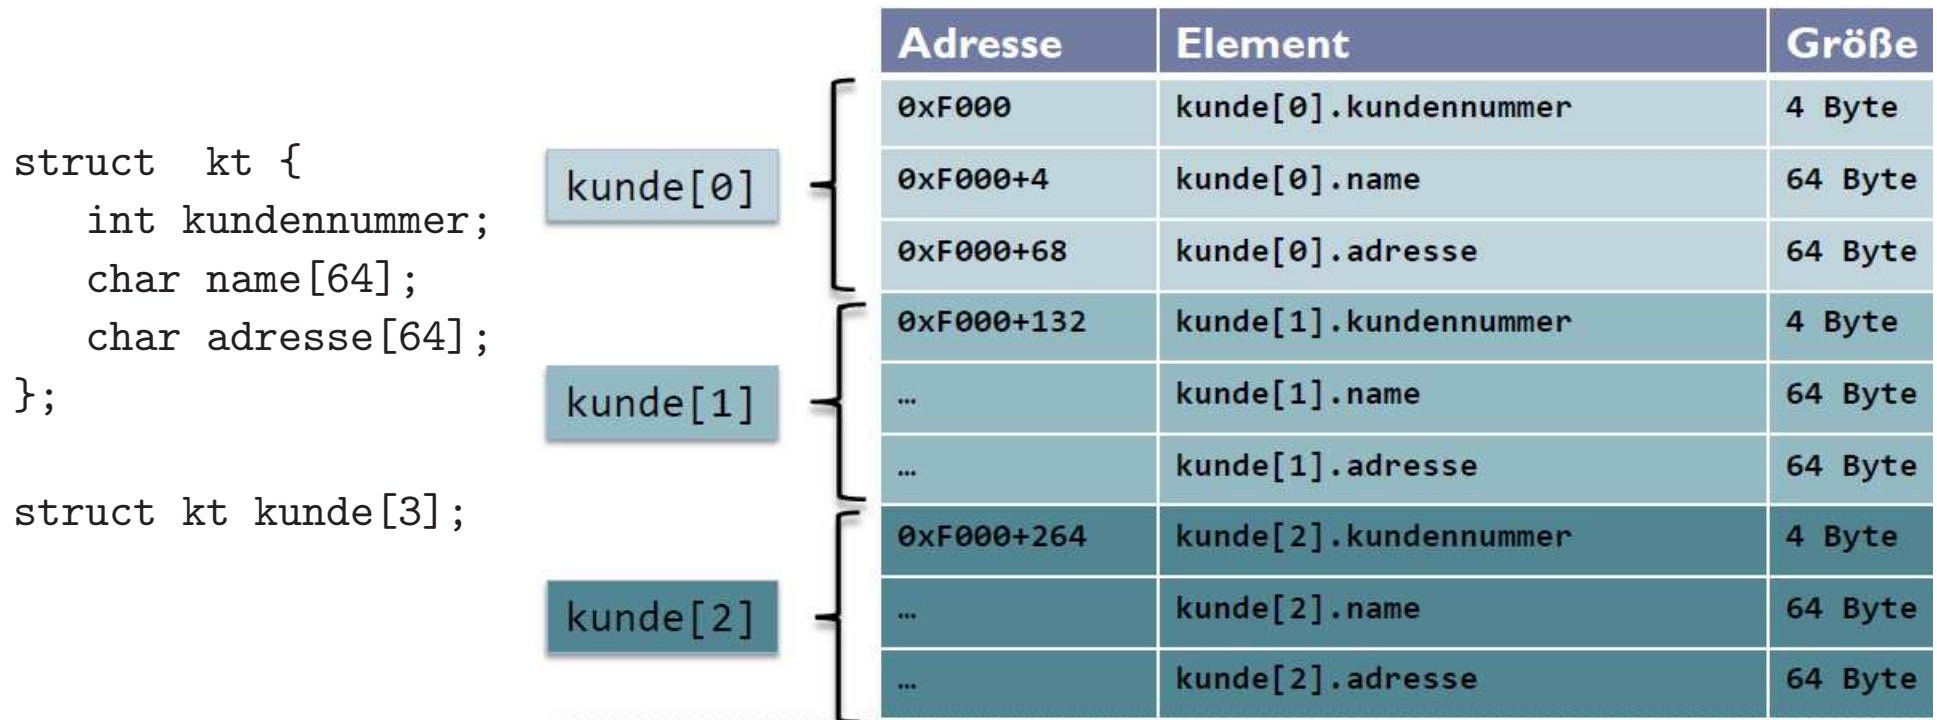 struct kt {
int kundennummer;
char name[64];
char adresse[64];
};
struct kt kunde[3];
kunde[0]
kunde[1]
kunde[2]
Adresse Element Größe
0xF000 kunde[0].kundennummer 4 Byte
0xF000+4 kunde[0].name 64 Byte
0xF000+68 kunde[0].adresse 64 Byte
0xF000+132 kunde[1].kundennummer 4 Byte
… kunde[1].name 64 Byte
… kunde[1].adresse 64 Byte
0xF000+264 kunde[2].kundennummer 4 Byte
… kunde[2].name 64 Byte
… kunde[2].adresse 64 Byte